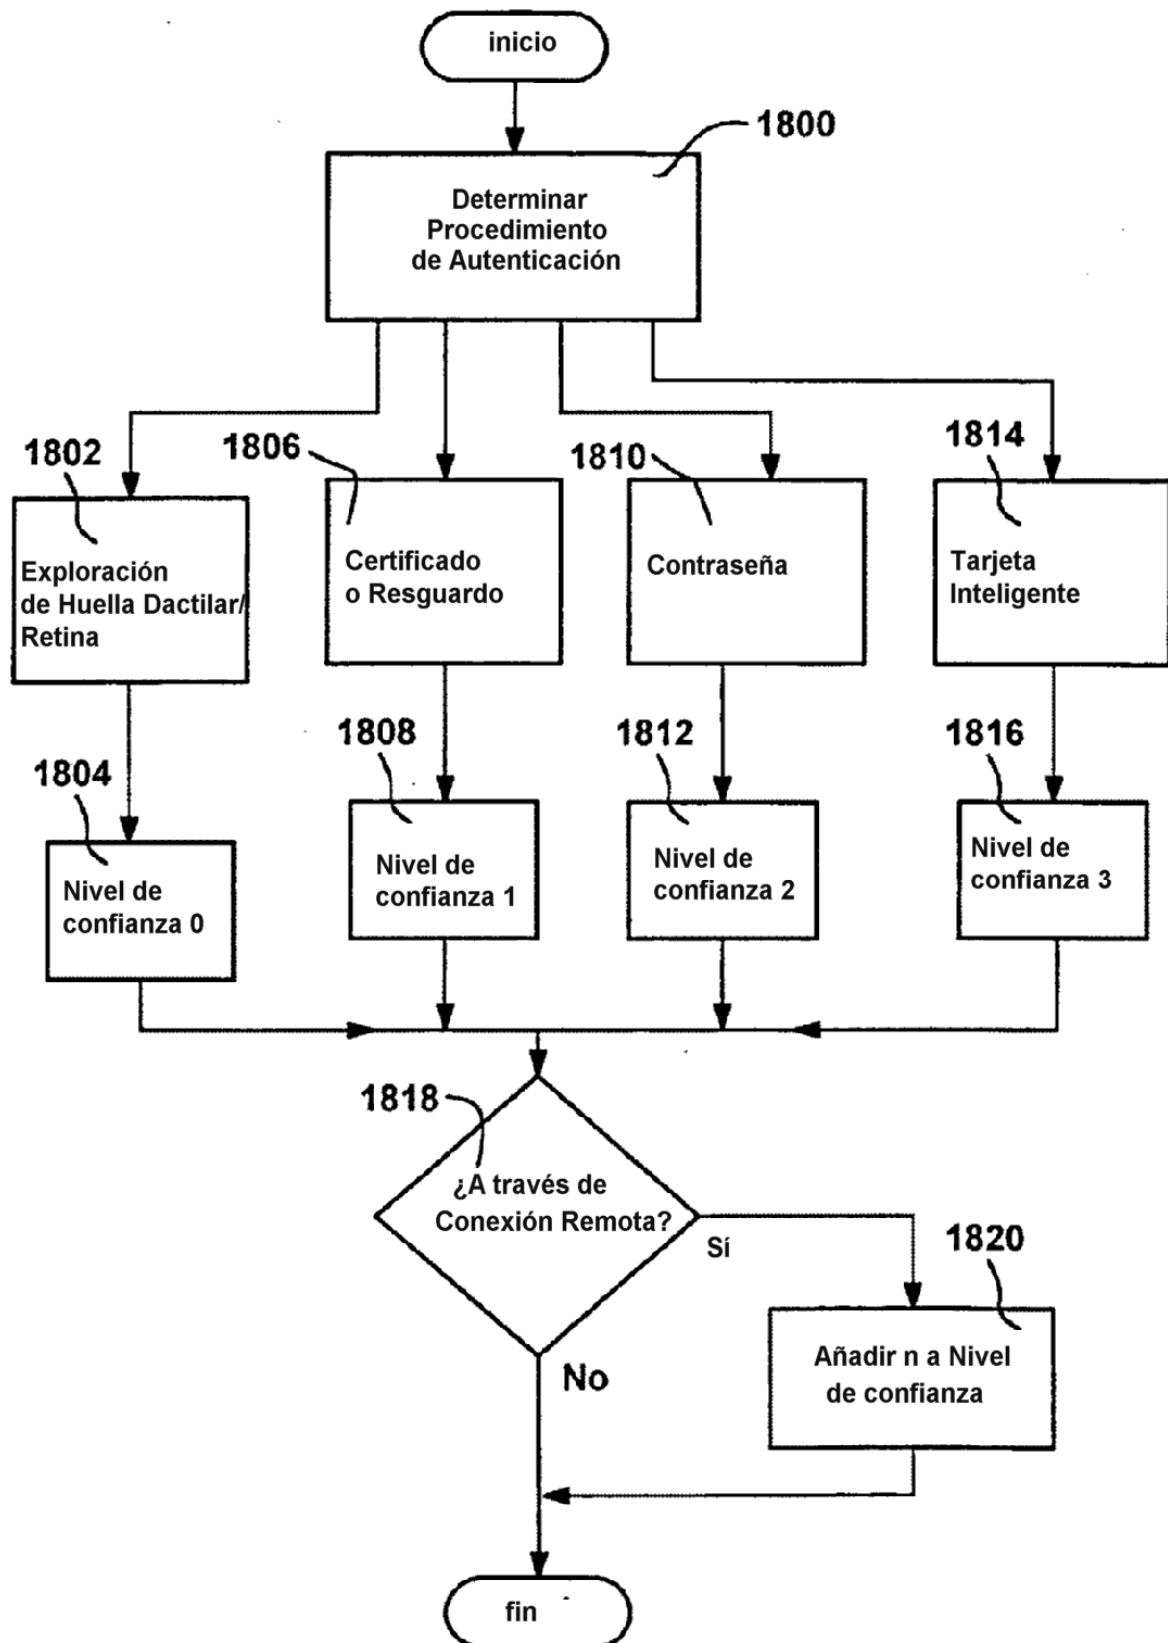 inicio
1800
Determinar
Procedimiento
de Autenticación
1802
1806
1810
1814
Exploración
de Huella Dactilar/
Retina
Certificado
o Resguardo
Contraseña
Tarjeta
Inteligente
1804
1808
1812
1816
Nivel de
confianza 0
Nivel de
confianza 1
Nivel de
confianza 2
Nivel de
confianza 3
1818
¿A través de
Conexión Remota?
Sí
No
1820
Añadir n a Nivel
de confianza
fin